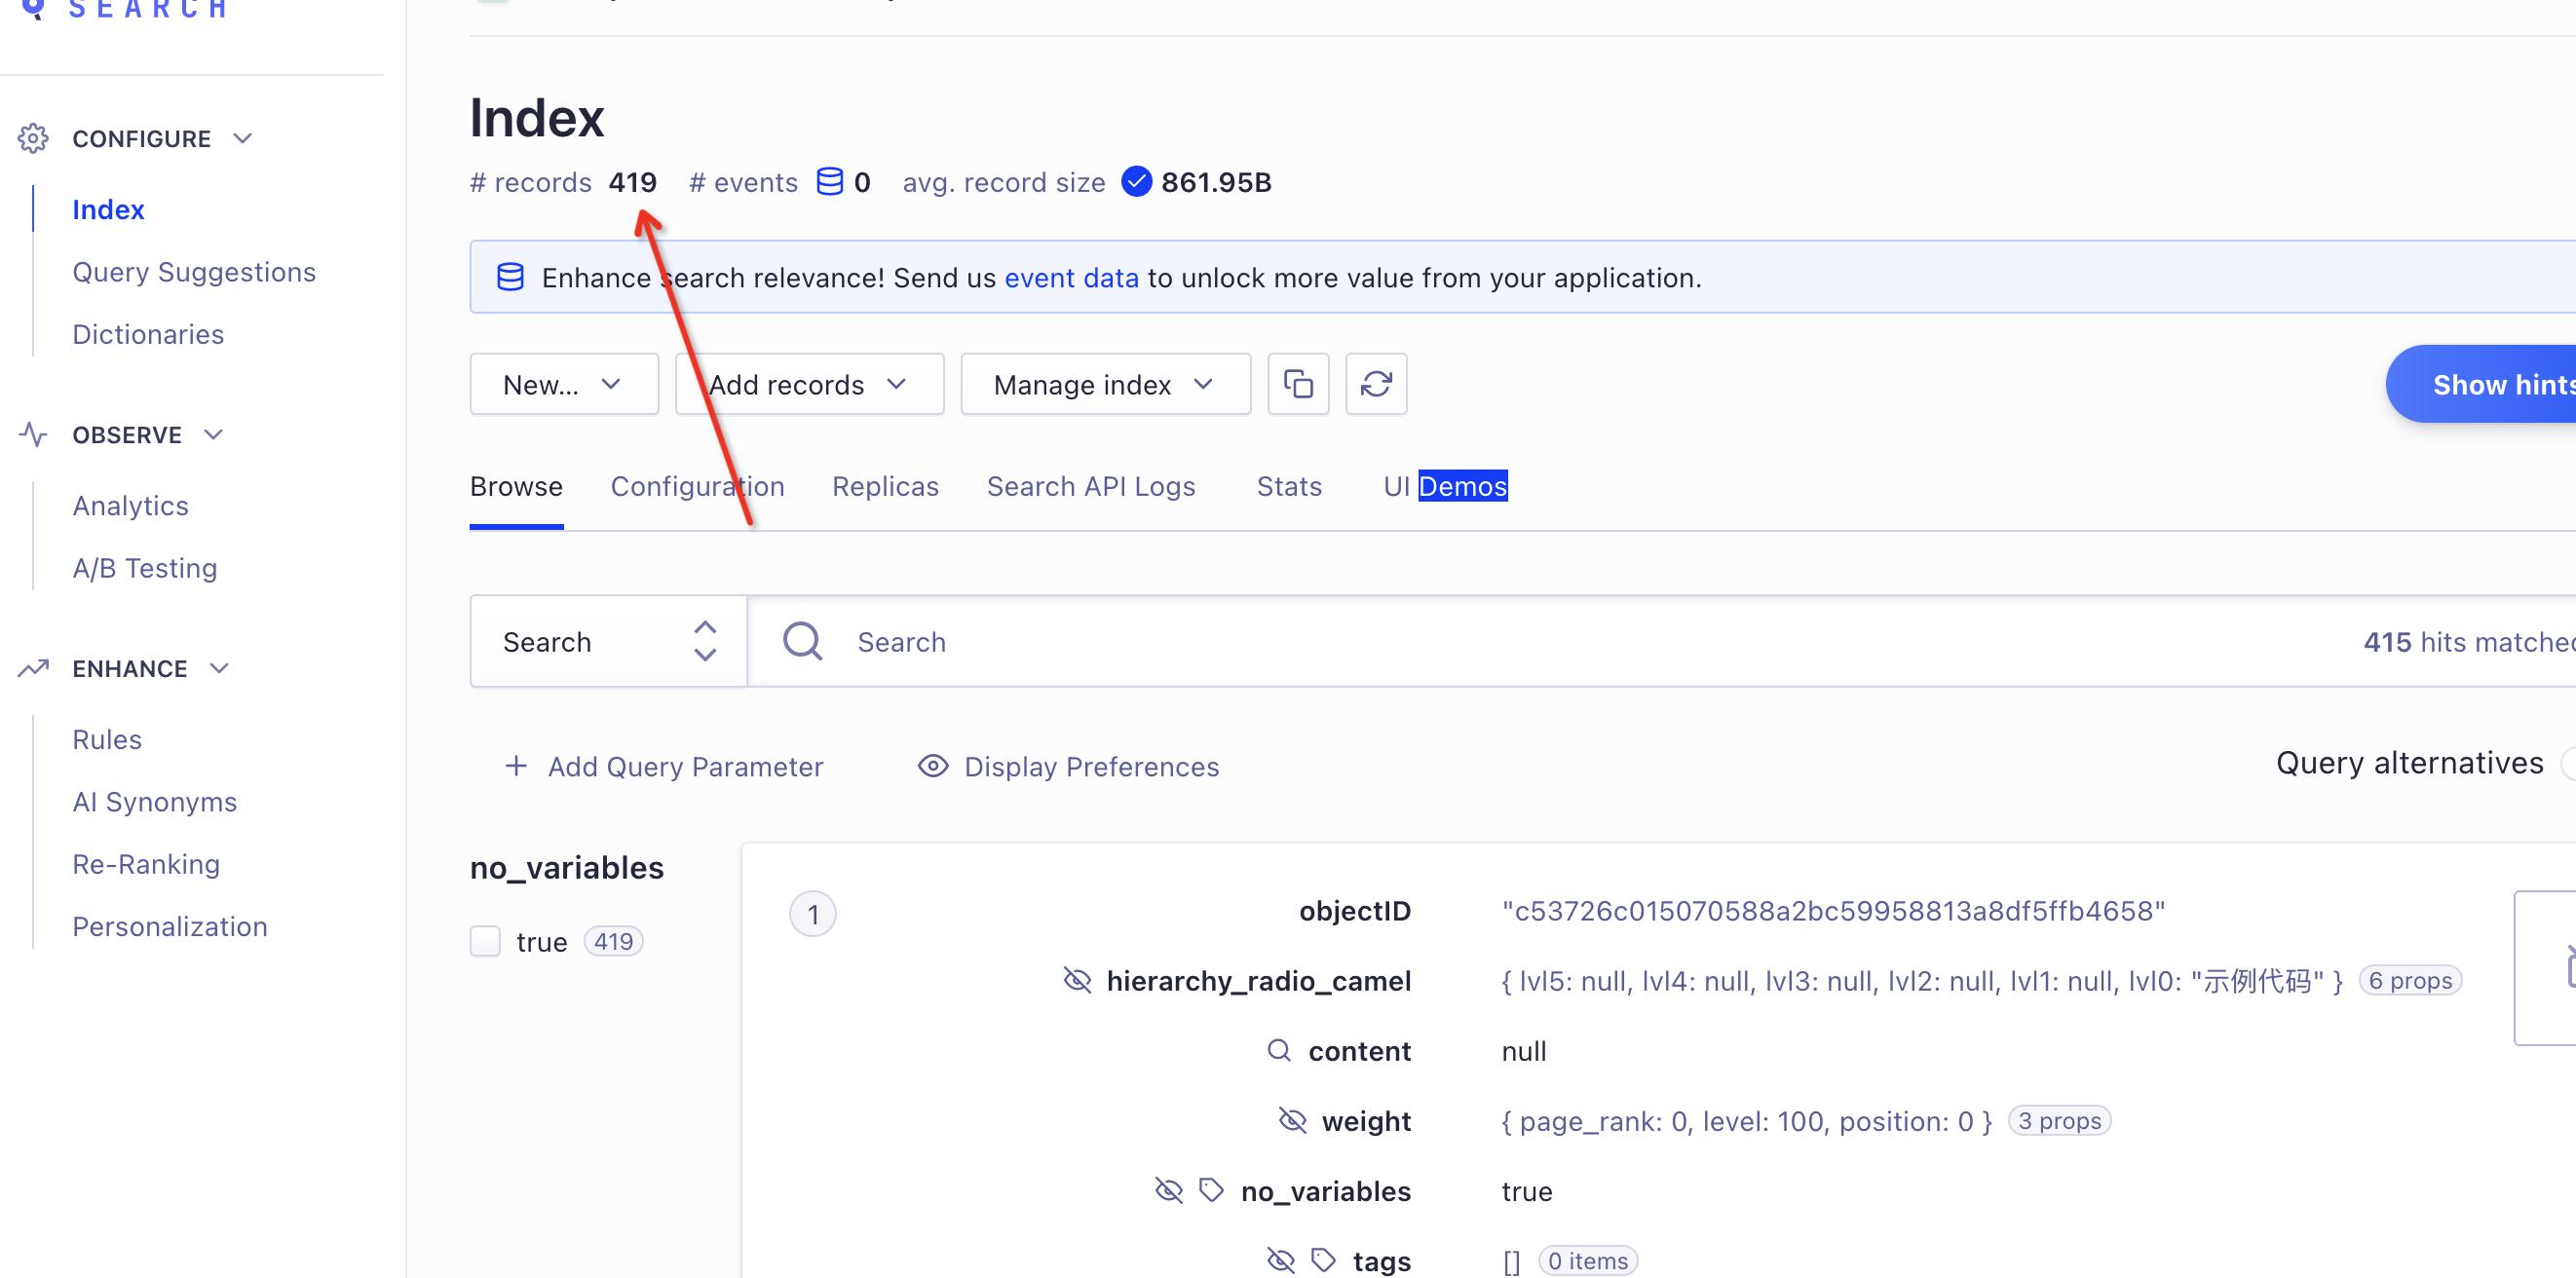 SEARCH
CONFIGURE
Index
Query Suggestions
Dictionaries
OBSERVE
Analytics
A/B Testing
ENHANCE
Rules
AI Synonyms
Re-Ranking
Personalization
Index
# records 419 # events 0 avg. record size 861.95B
Enhance search relevance! Send us event data to unlock more value from your application.
New... Add records Manage index Show hints
Browse Configuration Replicas Search API Logs Stats UI Demos
Search Search 415 hits matched
Add Query Parameter Display Preferences Query alternatives
no_variables
true 419
1
objectID "c53726c015070588a2bc59958813a8df5ffb4658"
hierarchy_radio_camel { lvl5: null, lvl4: null, lvl3: null, lvl2: null, lvl1: null, lvl0: "示例代码" } 6 props
content null
weight { page_rank: 0, level: 100, position: 0 } 3 props
no_variables true
tags [] 0 items